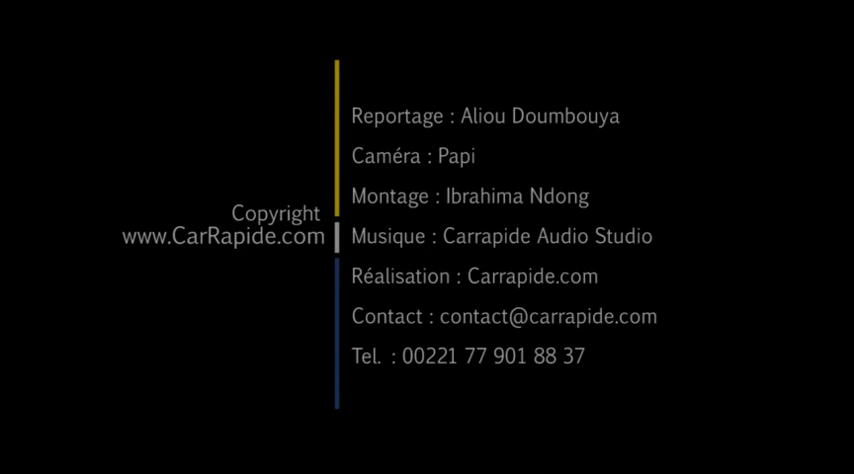 Copyright
www.CarRapide.com
Reportage : Aliou Doumbouya
Caméra : Papi
Montage : Ibrahima Ndong
Musique : Carrapide Audio Studio
Réalisation : Carrapide.com
Contact : contact@carrapide.com
Tel. : 00221 77 901 88 37